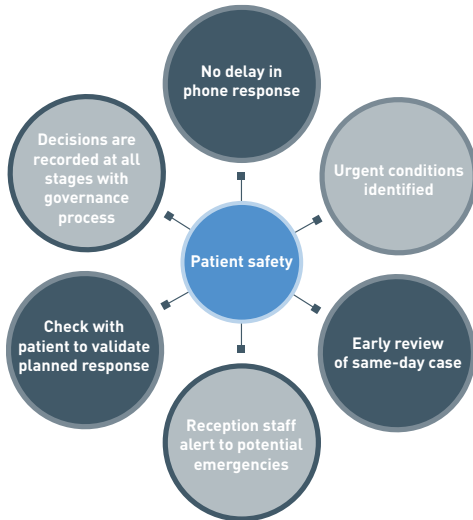 No delay in
phone response
Urgent conditions
identified
Early review
of same-day case
Reception staff
alert to potential
emergencies
Check with
patient to validate
planned response
Decisions are
recorded at all
stages with
governance
process
Patient safety